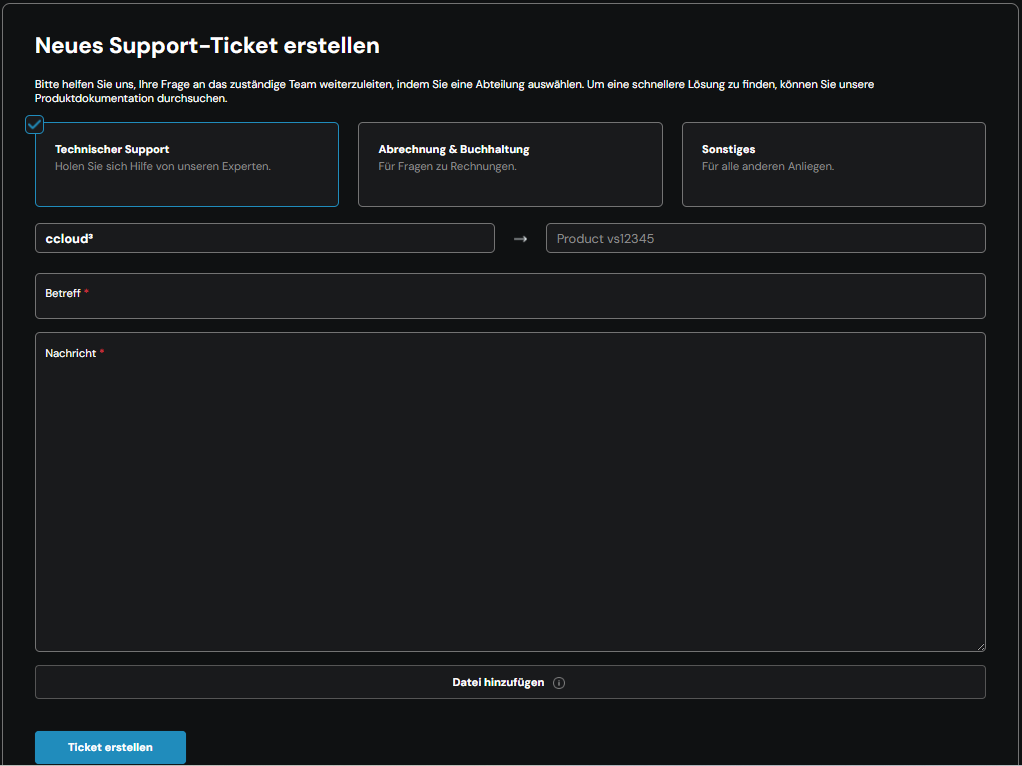 Neues Support-Ticket erstellen
Bitte helfen Sie uns, Ihre Frage an das zuständige Team weiterzuleiten, indem Sie eine Abteilung auswählen. Um eine schnellere Lösung zu finden, können Sie unsere
Produktdokumentation durchsuchen.
Technischer Support
Holen Sie sich Hilfe von unseren Experten.
Abrechnung & Buchhaltung
Für Fragen zu Rechnungen.
Sonstiges
Für alle anderen Anliegen.
ccloud³ → Product vs12345
Betreff *
Nachricht *
Datei hinzufügen
Ticket erstellen